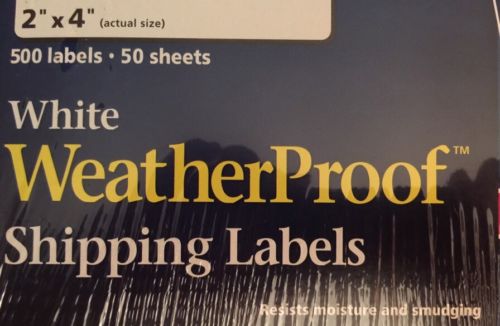 2" x 4" (actual size)
500 labels • 50 sheets
White
WeatherProof™
Shipping Labels
Resists moisture and smudging